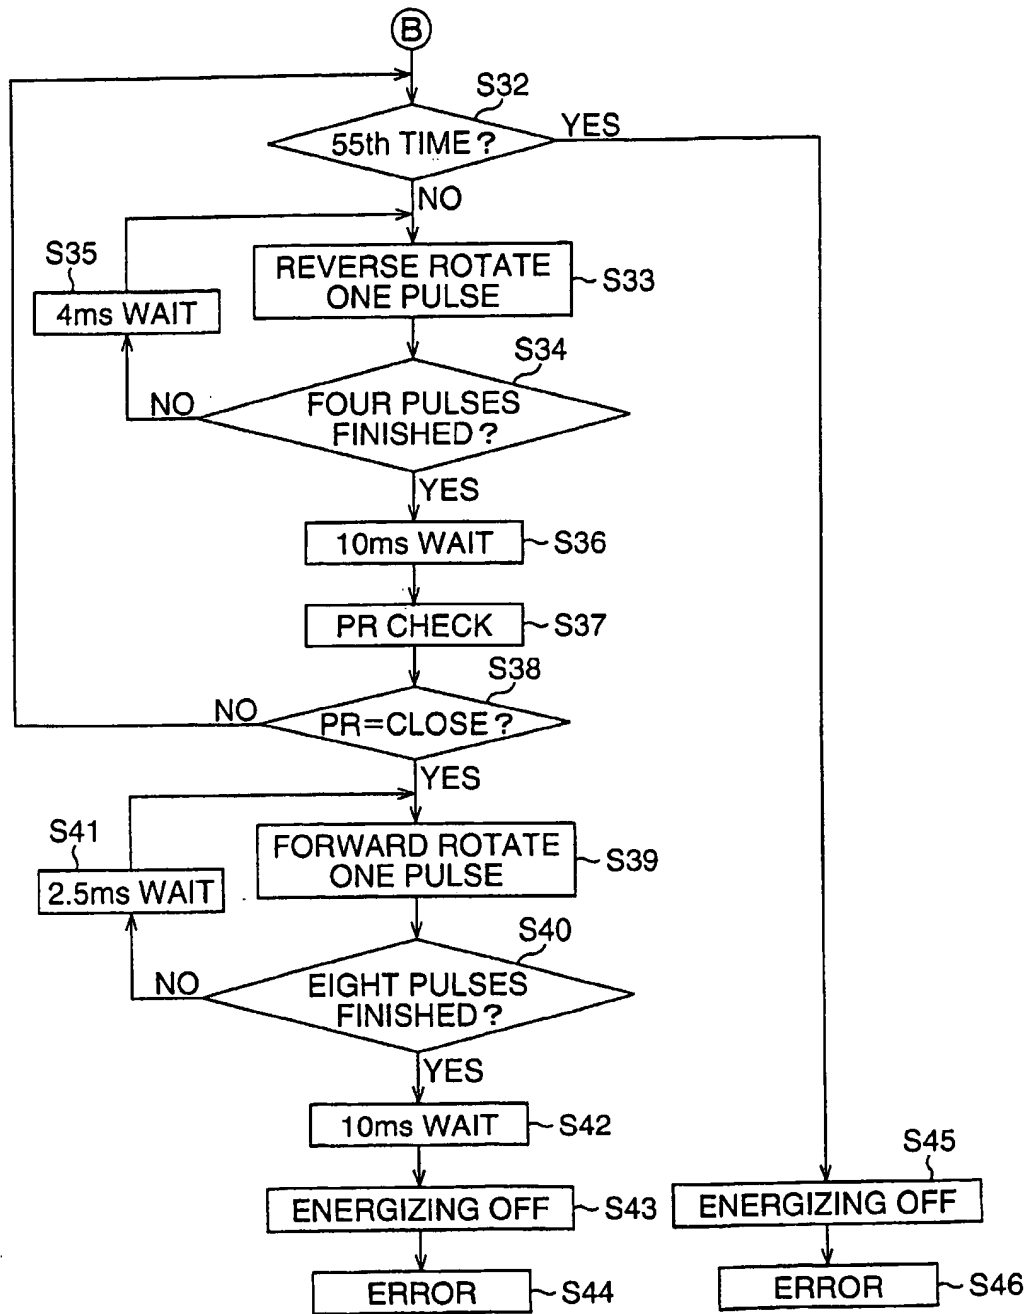 B
S32
55th TIME?
YES
NO
S35
4ms WAIT
REVERSE ROTATE
ONE PULSE
S33
S34
NO
FOUR PULSES
FINISHED?
YES
10ms WAIT
S36
PR CHECK
S37
S38
NO
PR=CLOSE?
YES
S41
2.5ms WAIT
FORWARD ROTATE
ONE PULSE
S39
S40
NO
EIGHT PULSES
FINISHED?
YES
10ms WAIT
S42
ENERGIZING OFF
S43
S45
ENERGIZING OFF
ERROR
S44
ERROR
S46